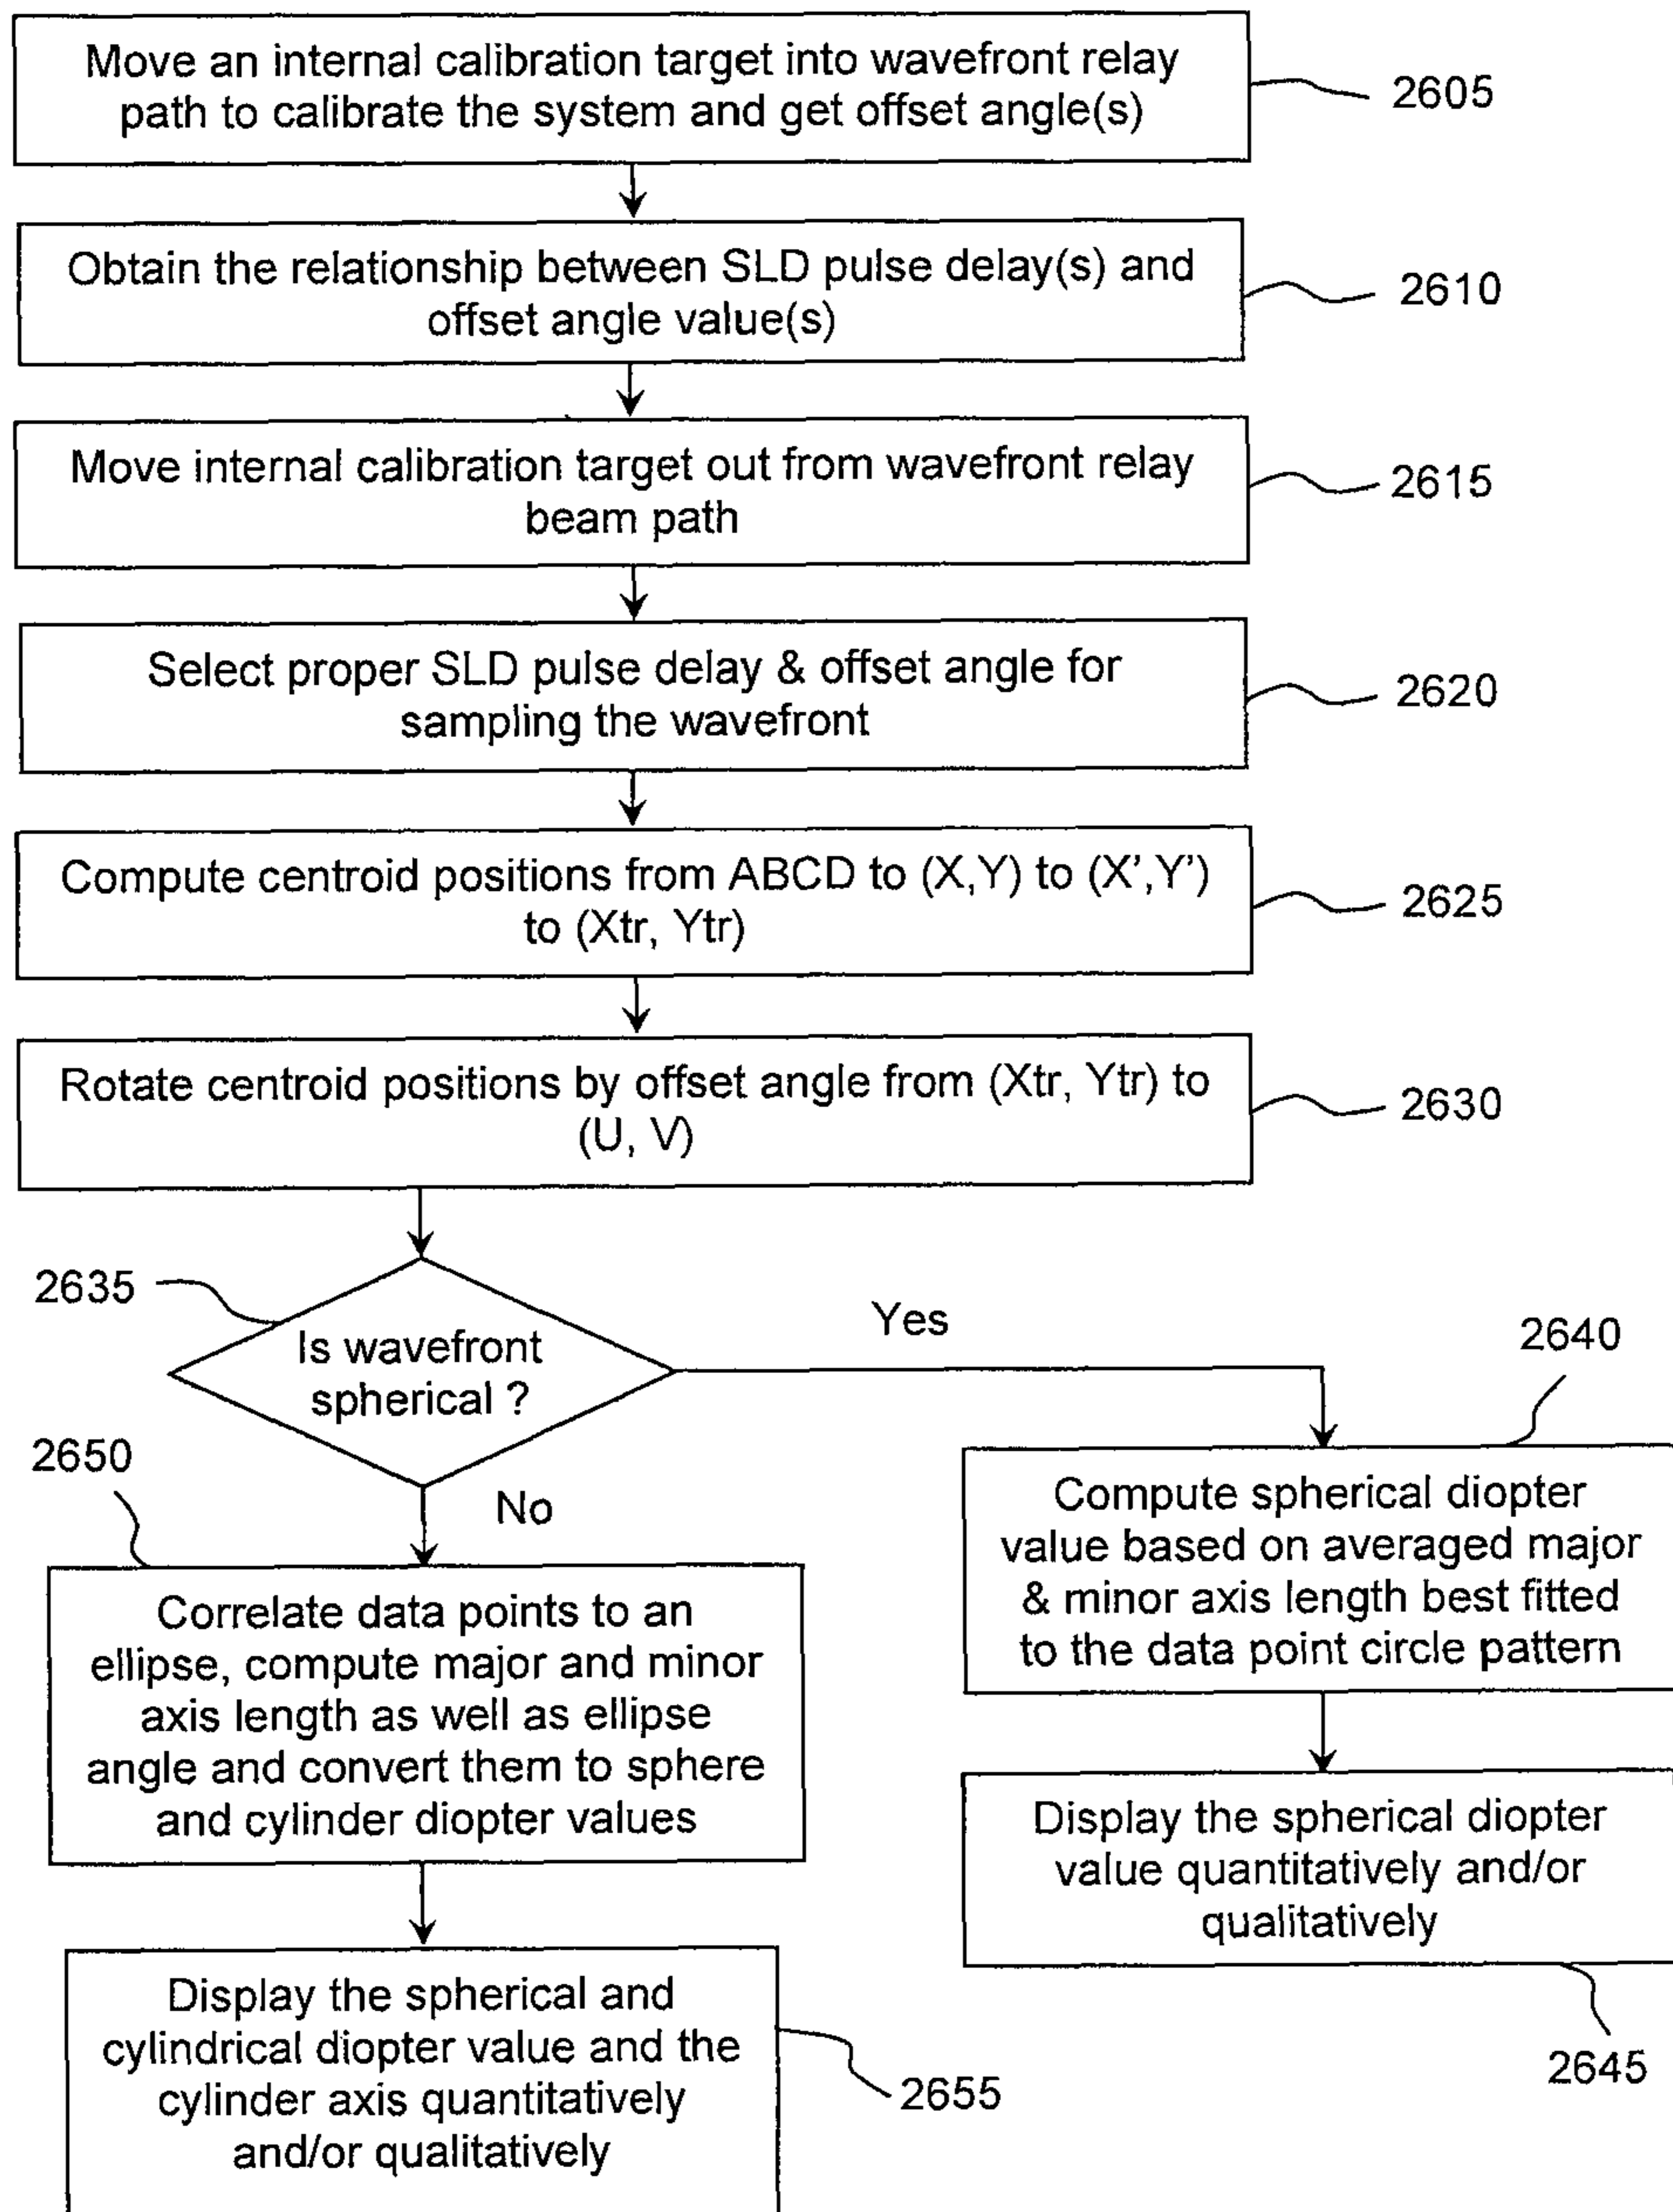 Move an internal calibration target into wavefront relay
path to calibrate the system and get offset angle(s)
2605
Obtain the relationship between SLD pulse delay(s) and
offset angle value(s)
2610
Move internal calibration target out from wavefront relay
beam path
2615
Select proper SLD pulse delay & offset angle for
sampling the wavefront
2620
Compute centroid positions from ABCD to (X,Y) to (X’,Y’)
to (Xtr, Ytr)
2625
Rotate centroid positions by offset angle from (Xtr, Ytr) to
(U, V)
2630
2635
Is wavefront
spherical ?
Yes
No
2640
Compute spherical diopter
value based on averaged major
& minor axis length best fitted
to the data point circle pattern
2650
Correlate data points to an
ellipse, compute major and minor
axis length as well as ellipse
angle and convert them to sphere
and cylinder diopter values
Display the spherical diopter
value quantitatively and/or
qualitatively
2645
Display the spherical and
cylindrical diopter value and the
cylinder axis quantitatively
and/or qualitatively
2655